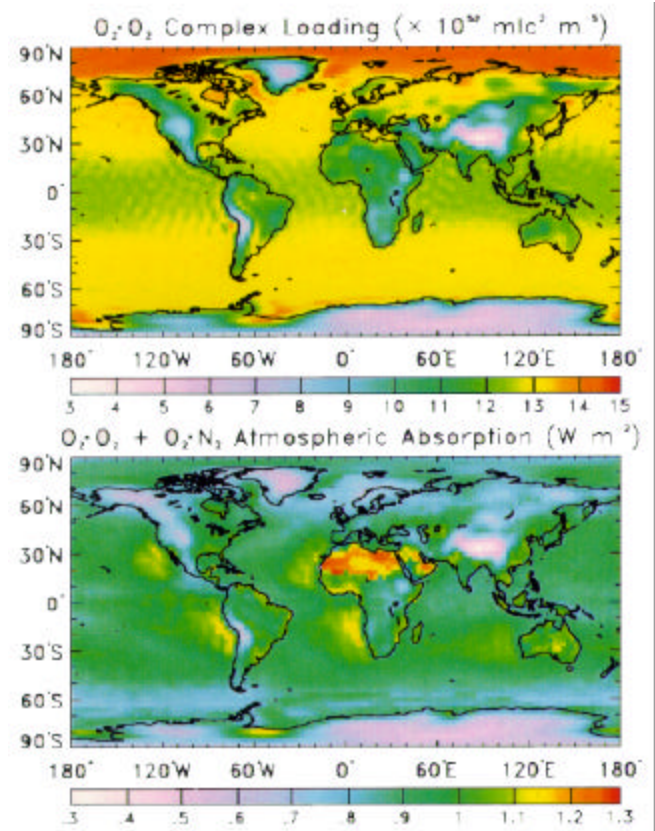 O₂·O₂ Complex Loading (× 10⁵⁰ mlc² m⁻⁵)
90˚N
60˚N
30˚N
0˚
30˚S
60˚S
90˚S
180˚ 120˚W 60˚W 0˚ 60˚E 120˚E 180˚
3 4 5 6 7 8 9 10 11 12 13 14 15
O₂·O₂ + O₂·N₂ Atmospheric Absorption (W m⁻²)
90˚N
60˚N
30˚N
0˚
30˚S
60˚S
90˚S
180˚ 120˚W 60˚W 0˚ 60˚E 120˚E 180˚
.3 .4 .5 .6 .7 .8 .9 1 1.1 1.2 1.3